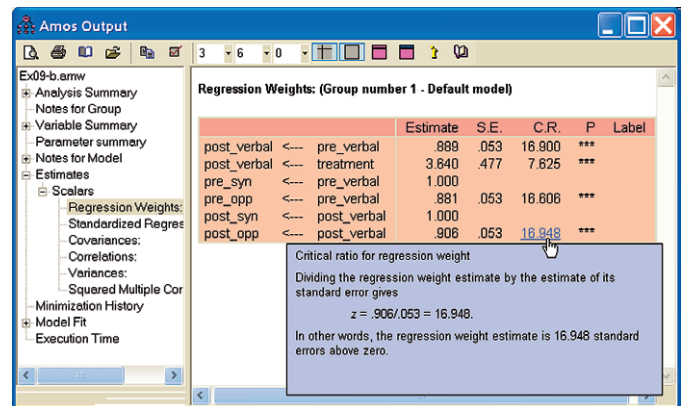 Amos Output
3 6 0
Ex09-b.amw
Analysis Summary
Notes for Group
Variable Summary
Parameter summary
Notes for Model
Estimates
Scalars
Regression Weights:
Standardized Regres
Covariances:
Correlations:
Variances:
Squared Multiple Cor
Minimization History
Model Fit
Execution Time
Regression Weights: (Group number 1 - Default model)
Estimate S.E. C.R. P Label
post_verbal <--- pre_verbal .889 .053 16.900 ***
post_verbal <--- treatment 3.640 .477 7.625 ***
pre_syn <--- pre_verbal 1.000
pre_opp <--- pre_verbal .881 .053 16.606 ***
post_syn <--- post_verbal 1.000
post_opp <--- post_verbal .906 .053 16.948 ***
Critical ratio for regression weight
Dividing the regression weight estimate by the estimate of its
standard error gives
z = .906/.053 = 16.948.
In other words, the regression weight estimate is 16.948 standard
errors above zero.